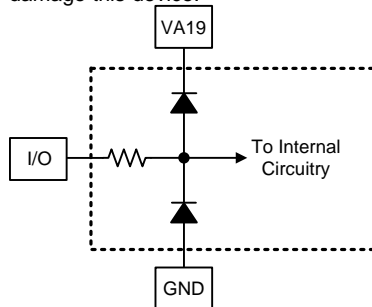 VA19
I/O
To Internal
Circuitry
GND